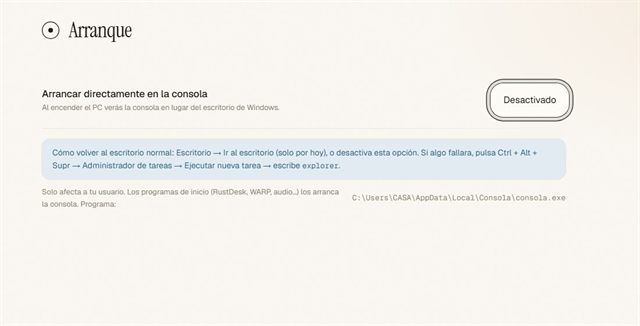 Arranque
Arrancar directamente en la consola
Al encender el PC verás la consola en lugar del escritorio de Windows.
Desactivado
Cómo volver al escritorio normal: Escritorio → Ir al escritorio (solo por hoy), o desactiva esta opción. Si algo fallara, pulsa Ctrl + Alt +
Supr → Administrador de tareas → Ejecutar nueva tarea → escribe explorer.
Solo afecta a tu usuario. Los programas de inicio (RustDesk, WARP, audio…) los arranca
la consola. Programa:
C:\Users\CASA\AppData\Local\Consola\consola.exe